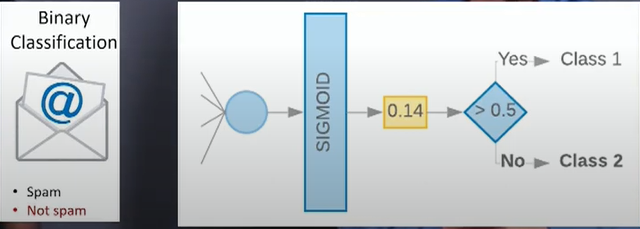 Binary
Classification
@
• Spam
• Not spam
SIGMOID
0.14
> 0.5
Yes
Class 1
No
Class 2